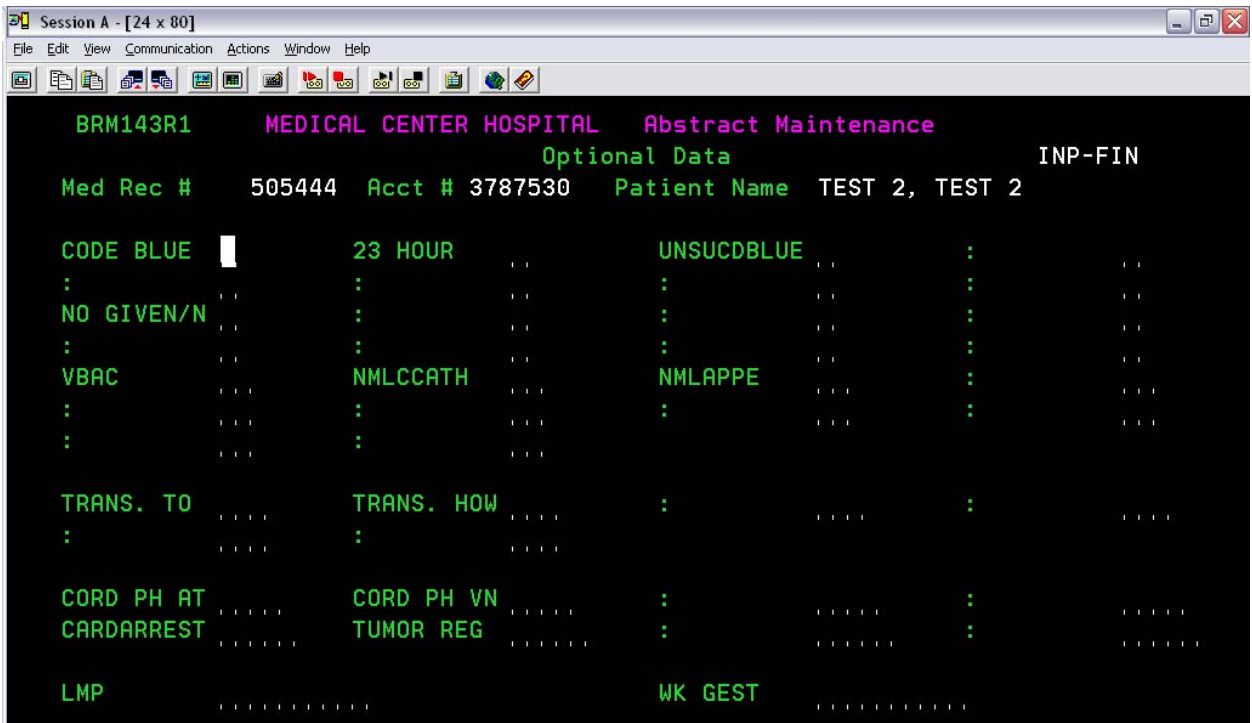 Session A - [24 x 80]
File Edit View Communication Actions Window Help
BRM143R1 MEDICAL CENTER HOSPITAL Abstract Maintenance
Optional Data INP-FIN
Med Rec # 505444 Acct # 3787530 Patient Name TEST 2, TEST 2
CODE BLUE 23 HOUR UNSUCDBLUE :
: : : :
NO GIVEN/N : : :
: : : :
VBAC NMLCCATH NMLAPPE :
: : : :
: :
TRANS. TO TRANS. HOW : :
: :
CORD PH AT CORD PH VN : :
CARDARREST TUMOR REG : :
LMP WK GEST